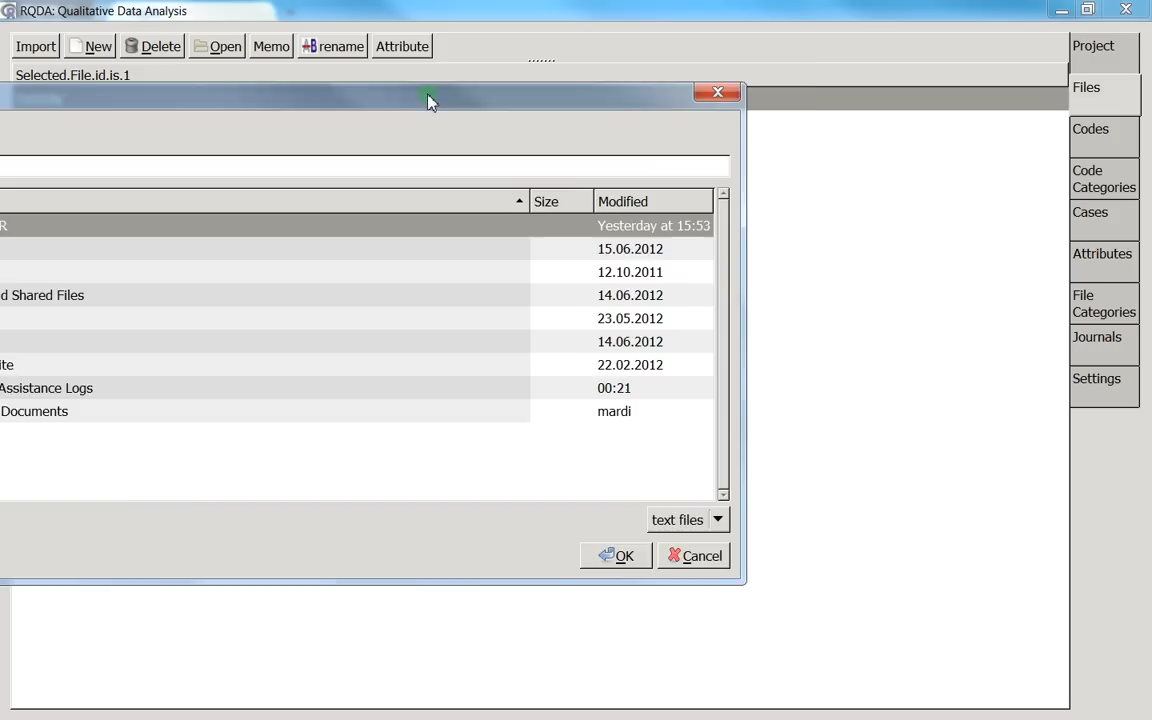 RQDA: Qualitative Data Analysis
Import New Delete Open Memo rename Attribute
Selected.File.id.is.1
Project
Files
Codes
Code
Categories
Cases
Attributes
File
Categories
Journals
Settings
Size Modified
R Yesterday at 15:53
15.06.2012
12.10.2011
d Shared Files 14.06.2012
23.05.2012
14.06.2012
ite 22.02.2012
Assistance Logs 00:21
Documents mardi
text files
OK Cancel